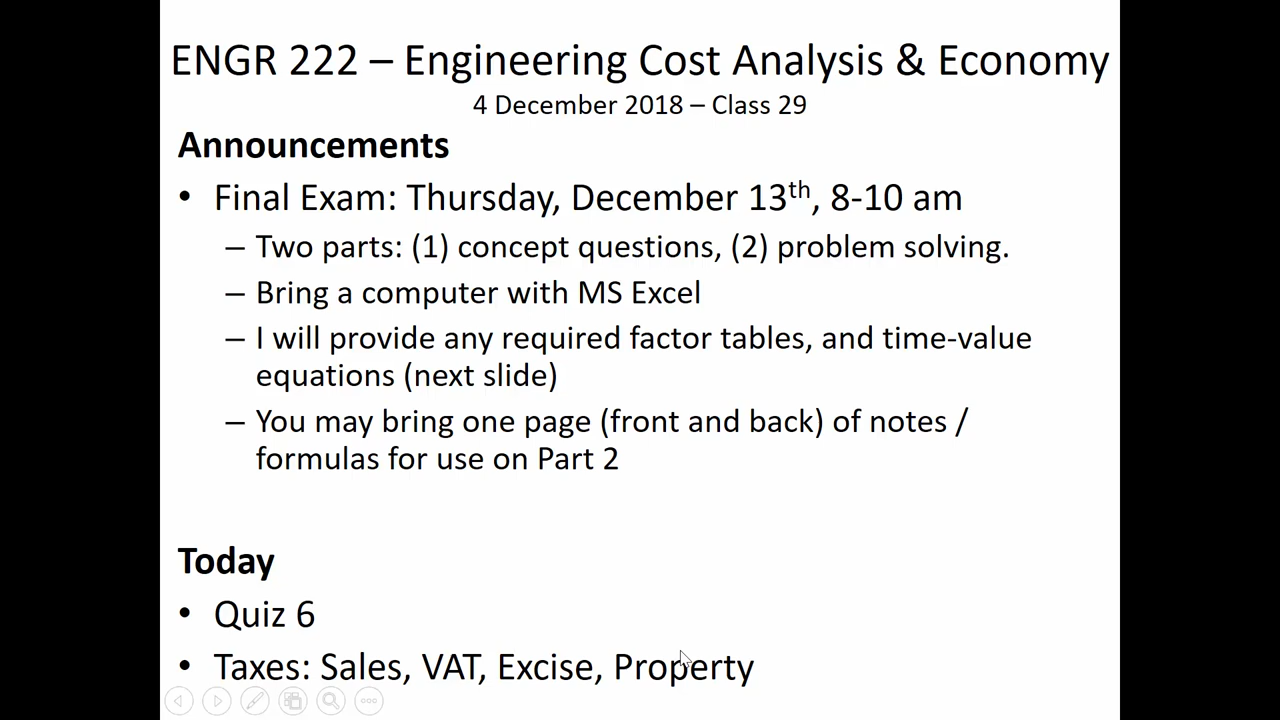 ENGR 222 – Engineering Cost Analysis & Economy
4 December 2018 – Class 29
Announcements
• Final Exam: Thursday, December 13th, 8-10 am
– Two parts: (1) concept questions, (2) problem solving.
– Bring a computer with MS Excel
– I will provide any required factor tables, and time-value
equations (next slide)
– You may bring one page (front and back) of notes /
formulas for use on Part 2
Today
• Quiz 6
• Taxes: Sales, VAT, Excise, Property